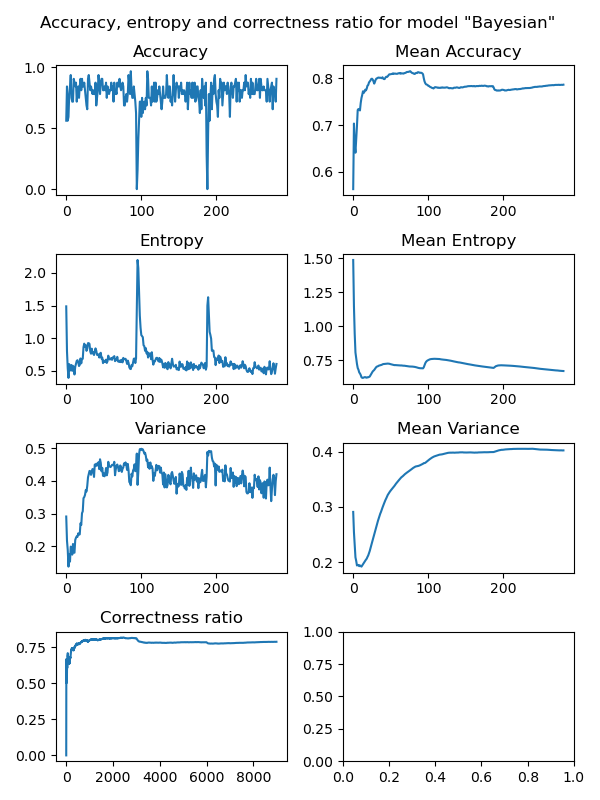 Accuracy, entropy and correctness ratio for model "Bayesian"
Accuracy
1.0
0.5
0.0
0 100 200
Mean Accuracy
0.8
0.7
0.6
0 100 200
Entropy
2.0
1.5
1.0
0.5
0 100 200
Mean Entropy
1.50
1.25
1.00
0.75
0 100 200
Variance
0.5
0.4
0.3
0.2
0 100 200
Mean Variance
0.4
0.3
0.2
0 100 200
Correctness ratio
0.75
0.50
0.25
0.00
0 2000 4000 6000 8000
1.00
0.75
0.50
0.25
0.00
0.0 0.2 0.4 0.6 0.8 1.0